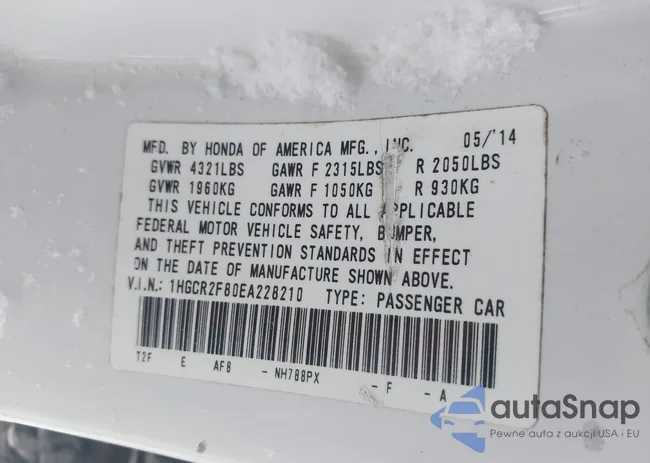 MFD. BY HONDA OF AMERICA MFG., INC. 05/'14
GVWR 4321LBS GAWR F 2315LBS R 2050LBS
GVWR 1960KG GAWR F 1050KG R 930KG
THIS VEHICLE CONFORMS TO ALL APPLICABLE
FEDERAL MOTOR VEHICLE SAFETY, BUMPER,
AND THEFT PREVENTION STANDARDS IN EFFECT
ON THE DATE OF MANUFACTURE SHOWN ABOVE.
V.I.N.: 1HGCR2F80EA228210 TYPE: PASSENGER CAR
T2F E AF8 - NH788PX - F - A
autaSnap
Pewne auta z aukcji USA i EU